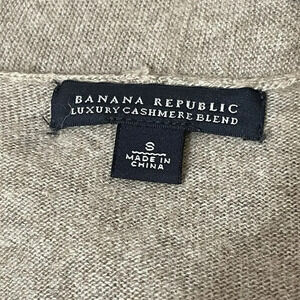 BANANA REPUBLIC
LUXURY CASHMERE BLEND
S
MADE IN
CHINA